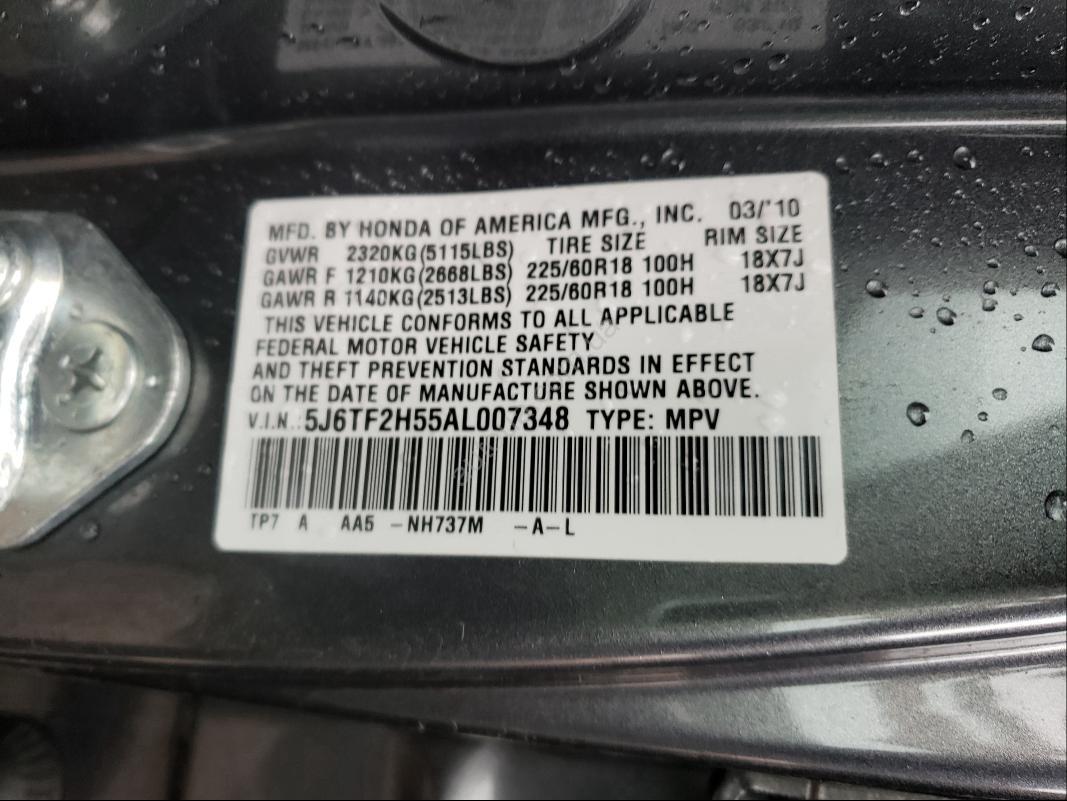 MFD. BY HONDA OF AMERICA MFG., INC. 03/'10
GVWR 2320KG(5115LBS) TIRE SIZE RIM SIZE
GAWR F 1210KG(2668LBS) 225/60R18 100H 18X7J
GAWR R 1140KG(2513LBS) 225/60R18 100H 18X7J
THIS VEHICLE CONFORMS TO ALL APPLICABLE
FEDERAL MOTOR VEHICLE SAFETY
AND THEFT PREVENTION STANDARDS IN EFFECT
ON THE DATE OF MANUFACTURE SHOWN ABOVE.
V.I.N.:5J6TF2H55AL007348 TYPE: MPV
TP7 A AA5 -NH737M -A-L